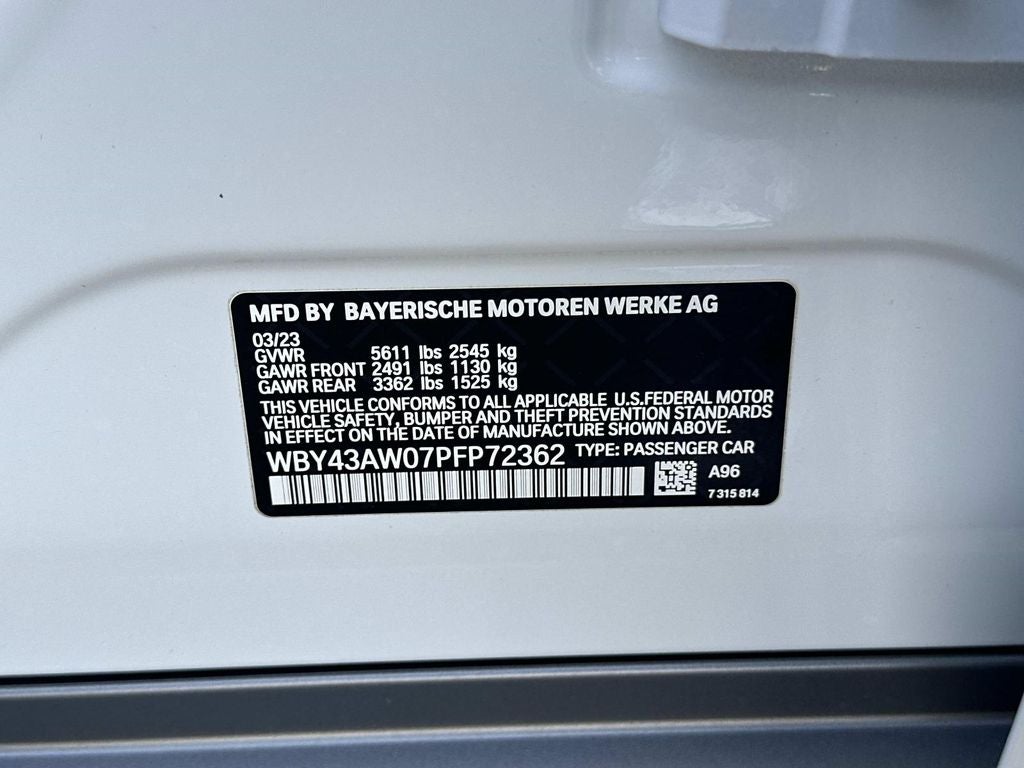 MFD BY BAYERISCHE MOTOREN WERKE AG
03/23
GVWR 5611 lbs 2545 kg
GAWR FRONT 2491 lbs 1130 kg
GAWR REAR 3362 lbs 1525 kg
THIS VEHICLE CONFORMS TO ALL APPLICABLE U.S.FEDERAL MOTOR
VEHICLE SAFETY, BUMPER AND THEFT PREVENTION STANDARDS
IN EFFECT ON THE DATE OF MANUFACTURE SHOWN ABOVE.
WBY43AW07PFP72362 TYPE: PASSENGER CAR
A96
7 315 814